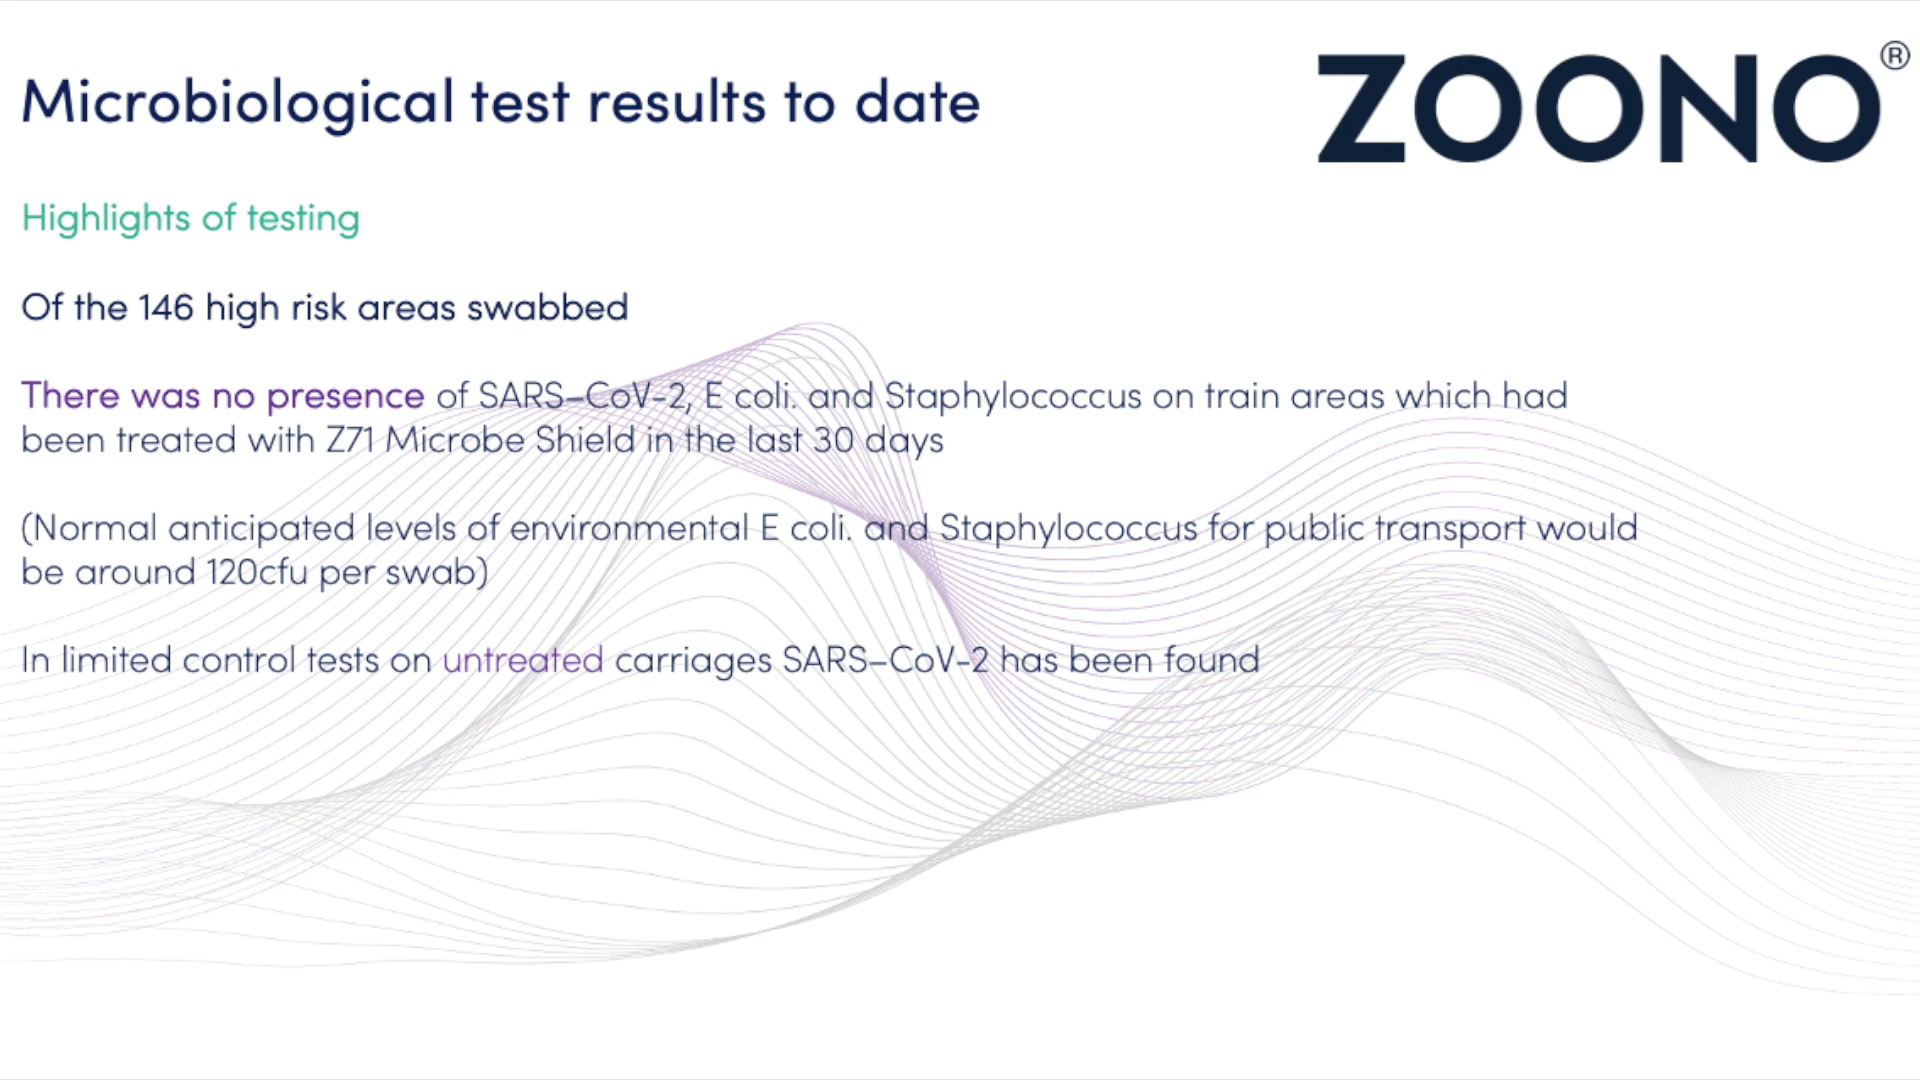 ZOONO®
Microbiological test results to date
Highlights of testing
Of the 146 high risk areas swabbed
There was no presence of SARS–CoV-2, E coli. and Staphylococcus on train areas which had
been treated with Z71 Microbe Shield in the last 30 days
(Normal anticipated levels of environmental E coli. and Staphylococcus for public transport would
be around 120cfu per swab)
In limited control tests on untreated carriages SARS–CoV-2 has been found